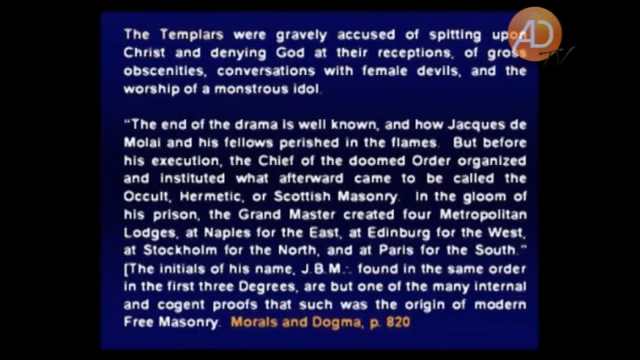 AD
TV
The Templars were gravely accused of spitting upon
Christ and denying God at their receptions, of gross
obscenities, conversations with female devils, and the
worship of a monstrous idol.
“The end of the drama is well known, and how Jacques de
Molai and his fellows perished in the flames. But before
his execution, the Chief of the doomed Order organized
and instituted what afterward came to be called the
Occult, Hermetic, or Scottish Masonry. In the gloom of
his prison, the Grand Master created four Metropolitan
Lodges, at Naples for the East, at Edinburg for the West,
at Stockholm for the North, and at Paris for the South.”
[The initials of his name, J.B.M∴ found in the same order
in the first three Degrees, are but one of the many internal
and cogent proofs that such was the origin of modern
Free Masonry. Morals and Dogma, p. 820